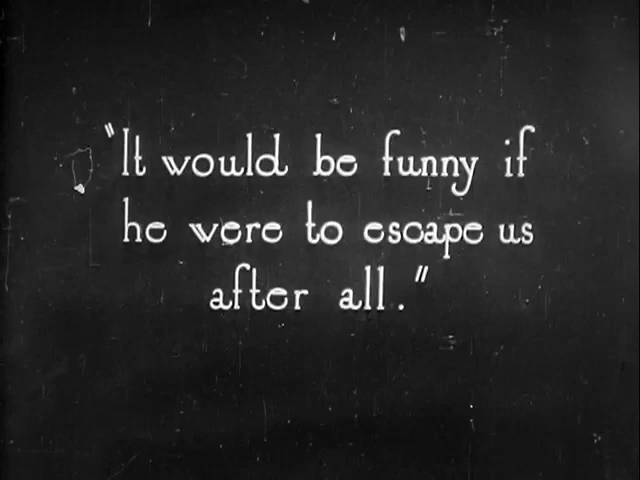 "It would be funny if
he were to escape us
after all."